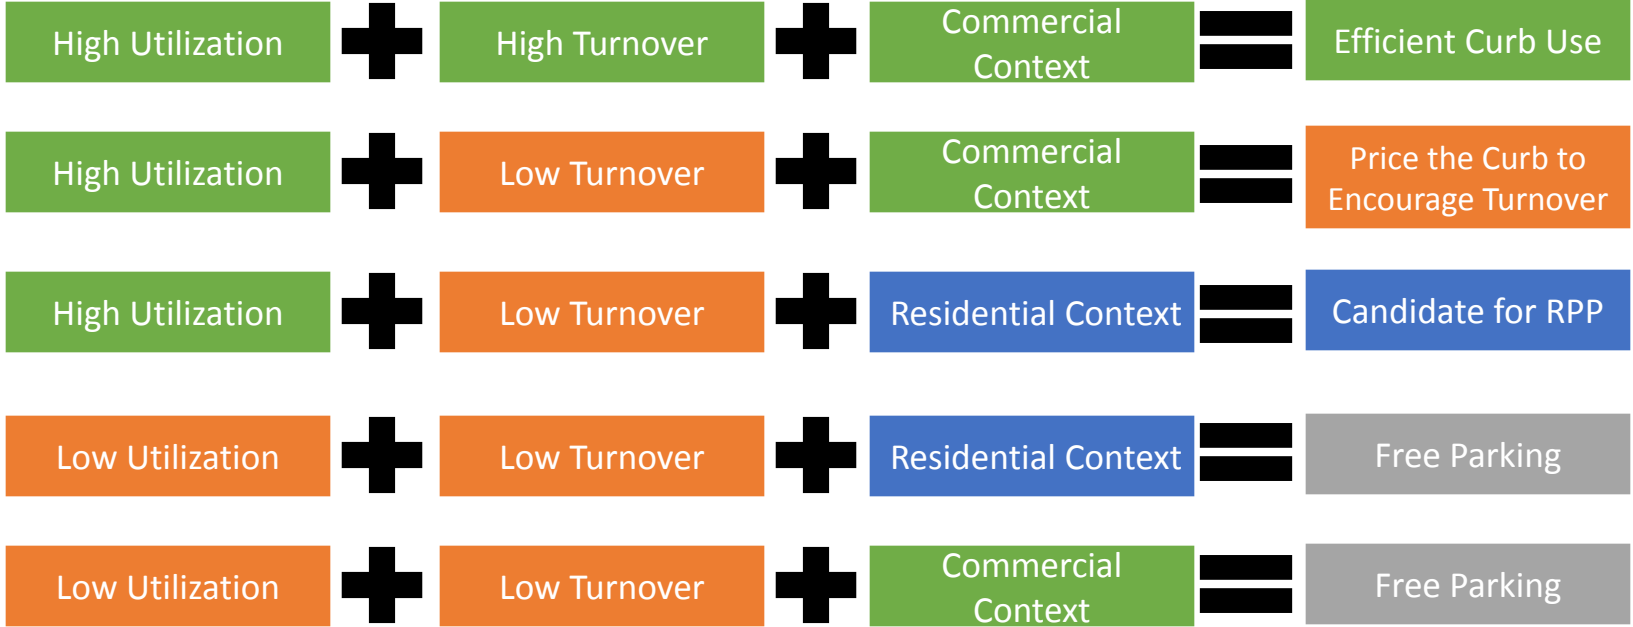 High Utilization
High Turnover
Commercial
Context
Efficient Curb Use
High Utilization
Low Turnover
Commercial
Context
Price the Curb to
Encourage Turnover
High Utilization
Low Turnover
Residential Context
Candidate for RPP
Low Utilization
Low Turnover
Residential Context
Free Parking
Low Utilization
Low Turnover
Commercial
Context
Free Parking